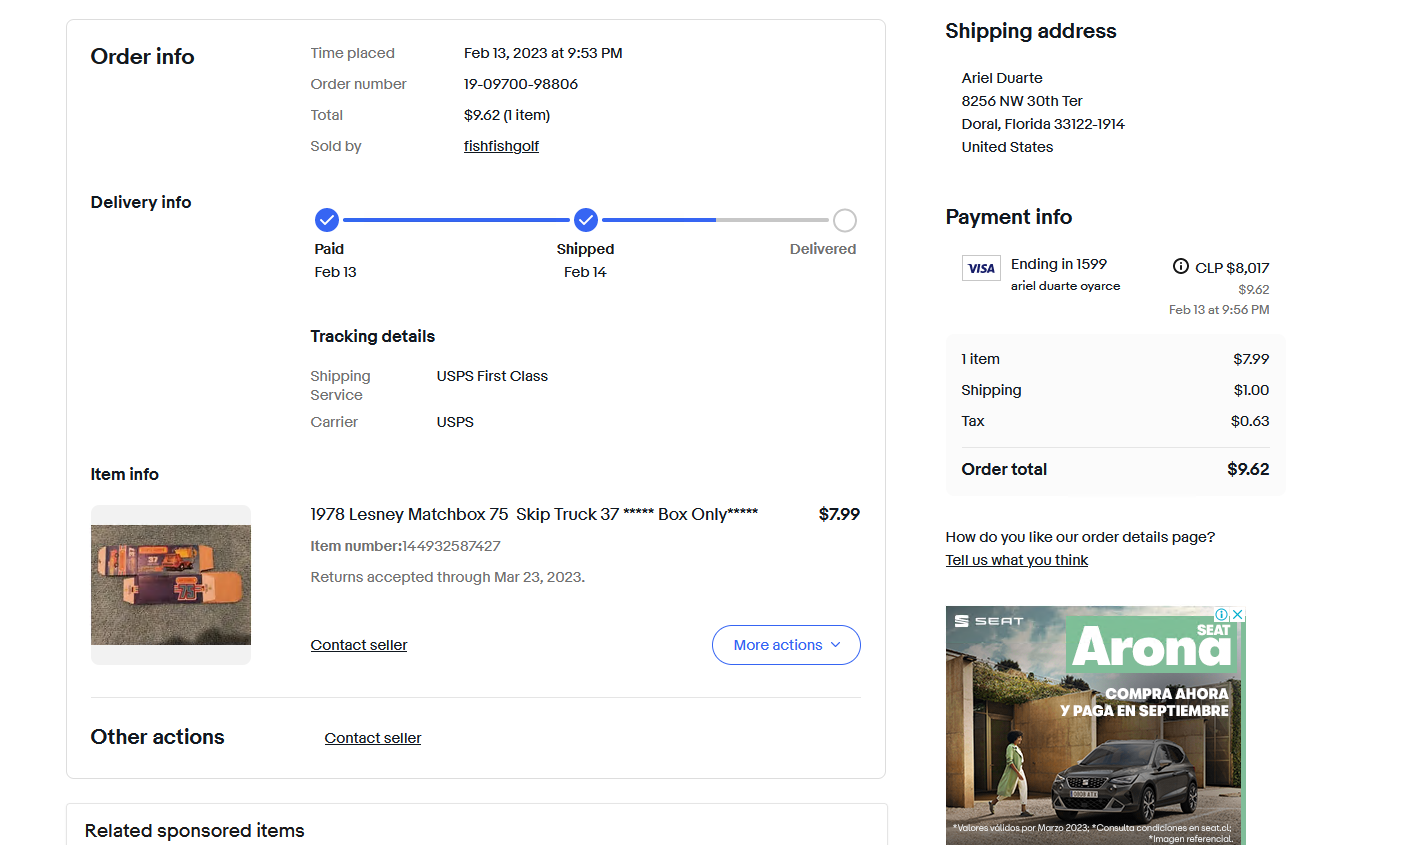 Order info
Time placed Feb 13, 2023 at 9:53 PM
Order number 19-09700-98806
Total $9.62 (1 item)
Sold by fishfishgolf
Delivery info
Paid Shipped Delivered
Feb 13 Feb 14
Tracking details
Shipping USPS First Class
Service
Carrier USPS
Item info
1978 Lesney Matchbox 75 Skip Truck 37 ***** Box Only***** $7.99
Item number:144932587427
Returns accepted through Mar 23, 2023.
37
75
Contact seller More actions
Other actions Contact seller
Related sponsored items
Shipping address
Ariel Duarte
8256 NW 30th Ter
Doral, Florida 33122-1914
United States
Payment info
VISA Ending in 1599 CLP $8,017
ariel duarte oyarce $9.62
Feb 13 at 9:56 PM
1 item $7.99
Shipping $1.00
Tax $0.63
Order total $9.62
How do you like our order details page?
Tell us what you think
SEAT
SEAT
Arona
COMPRA AHORA
Y PAGA EN SEPTIEMBRE
*Valores válidos por Marzo 2023; *Consulta condiciones en seat.cl;
*Imagen referencial.